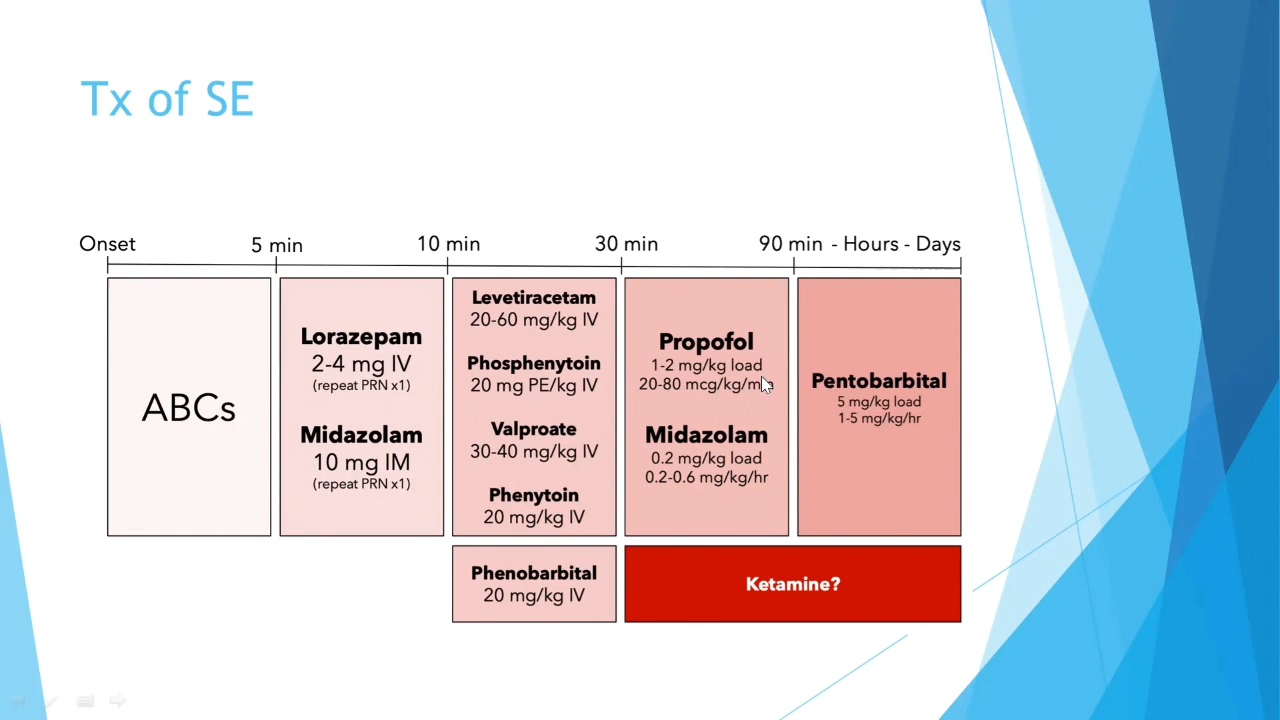 Tx of SE
Onset
5 min
10 min
30 min
90 min - Hours - Days
ABCs
Lorazepam
2-4 mg IV
(repeat PRN x1)
Midazolam
10 mg IM
(repeat PRN x1)
Levetiracetam
20-60 mg/kg IV
Phosphenytoin
20 mg PE/kg IV
Valproate
30-40 mg/kg IV
Phenytoin
20 mg/kg IV
Phenobarbital
20 mg/kg IV
Propofol
1-2 mg/kg load
20-80 mcg/kg/
Midazolam
0.2 mg/kg load
0.2-0.6 mg/kg/hr
Pentobarbital
5 mg/kg load
1-5 mg/kg/hr
Ketamine?